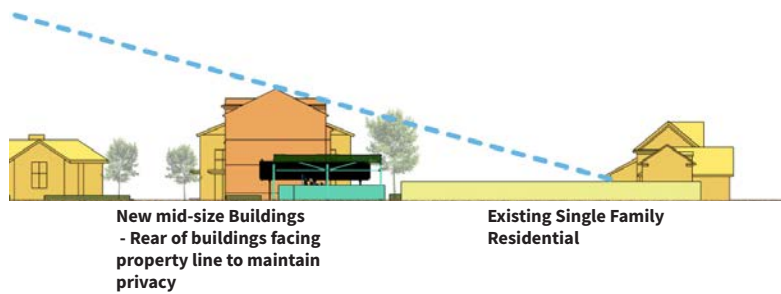 New mid-size Buildings
- Rear of buildings facing
property line to maintain
privacy
Existing Single Family
Residential